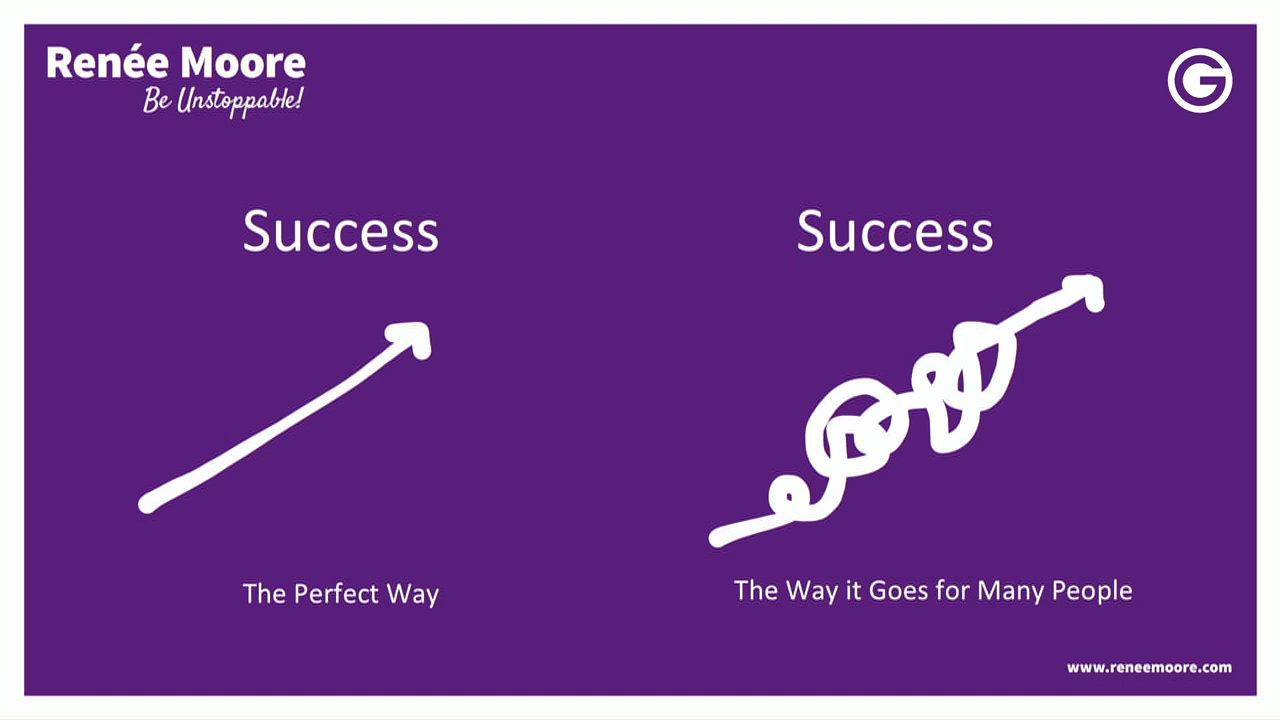 Renée Moore
Be Unstoppable!
G
Success
Success
The Perfect Way
The Way it Goes for Many People
www.reneemoore.com